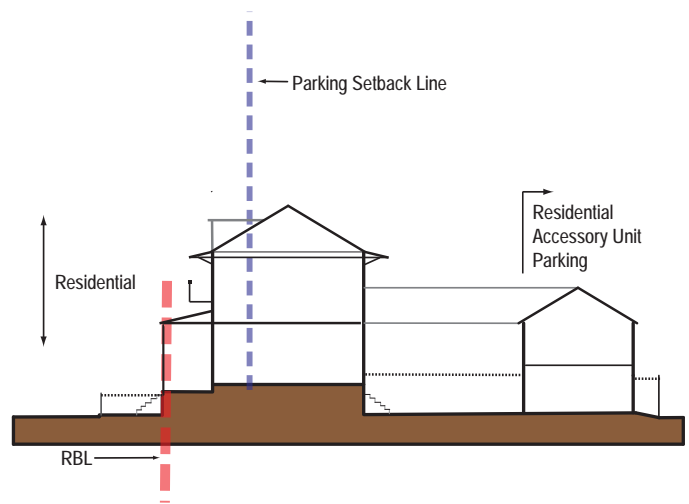 Parking Setback Line
Residential
Accessory Unit
Parking
Residential
RBL